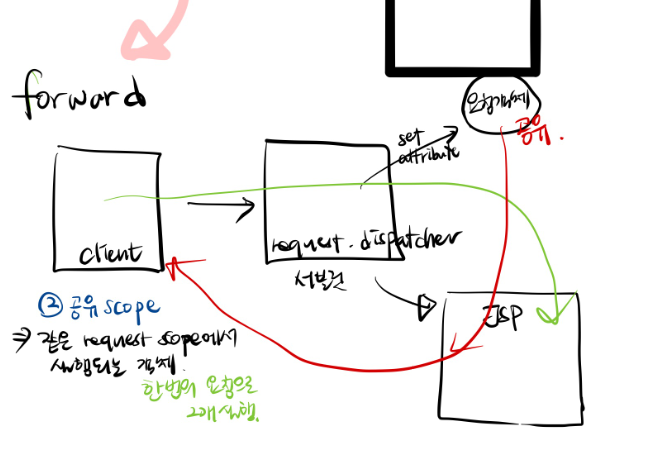 forward
요청객체
공유.
set
attribute
client
request.dispatcher
서블릿
JSP
② 공유 scope
⇒ 같은 request scope에서
실행되는 객체.
한번의 요청으로
2개 실행.